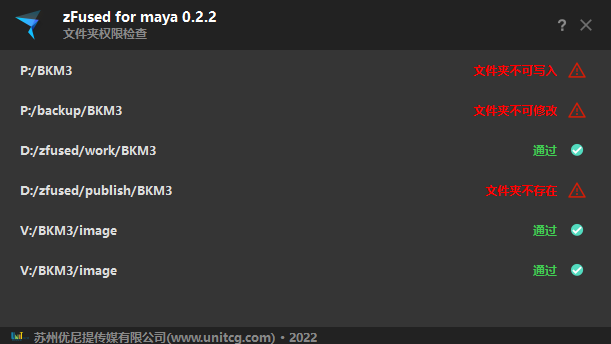 zFused for maya 0.2.2
文件夹权限检查
?
P:/BKM3 文件夹不可写入
P:/backup/BKM3 文件夹不可修改
D:/zfused/work/BKM3 通过
D:/zfused/publish/BKM3 文件夹不存在
V:/BKM3/image 通过
V:/BKM3/image 通过
苏州优尼提传媒有限公司(www.unitcg.com)・2022